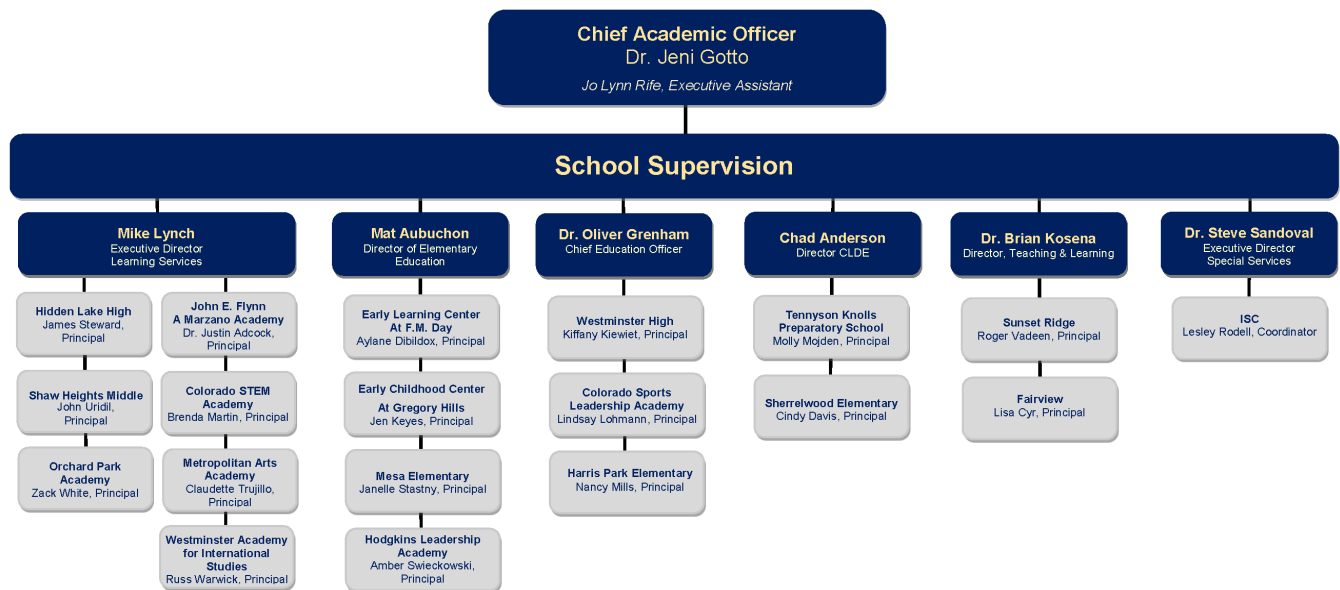 Chief Academic Officer
Dr. Jeni Gotto
Jo Lynn Rife, Executive Assistant
School Supervision
Mike Lynch
Executive Director
Learning Services
Hidden Lake High
James Steward,
Principal
Shaw Heights Middle
John Uridil,
Principal
Orchard Park
Academy
Zack White, Principal
John E. Flynn
A Marzano Academy
Dr. Justin Adcock,
Principal
Colorado STEM
Academy
Brenda Martin, Principal
Metropolitan Arts
Academy
Claudette Trujillo,
Principal
Westminster Academy
for International
Studies
Russ Warwick, Principal
Mat Aubuchon
Director of Elementary
Education
Early Learning Center
At F.M. Day
Aylane Dibildox, Principal
Early Childhood Center
At Gregory Hills
Jen Keyes, Principal
Mesa Elementary
Janelle Stastny, Principal
Hodgkins Leadership
Academy
Amber Swieckowski,
Principal
Dr. Oliver Grenham
Chief Education Officer
Westminster High
Kiffany Kiewiet, Principal
Colorado Sports
Leadership Academy
Lindsay Lohmann, Principal
Harris Park Elementary
Nancy Mills, Principal
Chad Anderson
Director CLDE
Tennyson Knolls
Preparatory School
Molly Mojden, Principal
Sherrelwood Elementary
Cindy Davis, Principal
Dr. Brian Kosena
Director, Teaching & Learning
Sunset Ridge
Roger Vadeen, Principal
Fairview
Lisa Cyr, Principal
Dr. Steve Sandoval
Executive Director
Special Services
ISC
Lesley Rodell, Coordinator